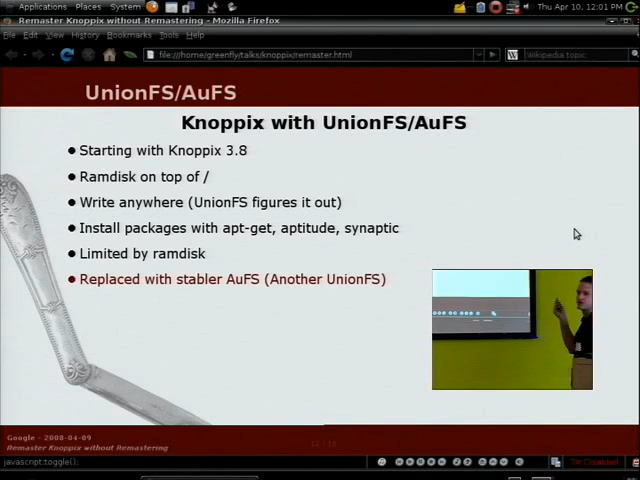 Applications Places System
Thu Apr 10, 12:01 PM
Remaster Knoppix without Remastering - Mozilla Firefox
File Edit View History Bookmarks Tools Help
file:///home/greenfly/talks/knoppix/remaster.html
W Wikipedia topic
UnionFS/AuFS
Knoppix with UnionFS/AuFS
Starting with Knoppix 3.8
Ramdisk on top of /
Write anywhere (UnionFS figures it out)
Install packages with apt-get, aptitude, synaptic
Limited by ramdisk
Replaced with stabler AuFS (Another UnionFS)
Google - 2008-04-09
Remaster Knoppix without Remastering
javascript:toggle();
Tor Disabled